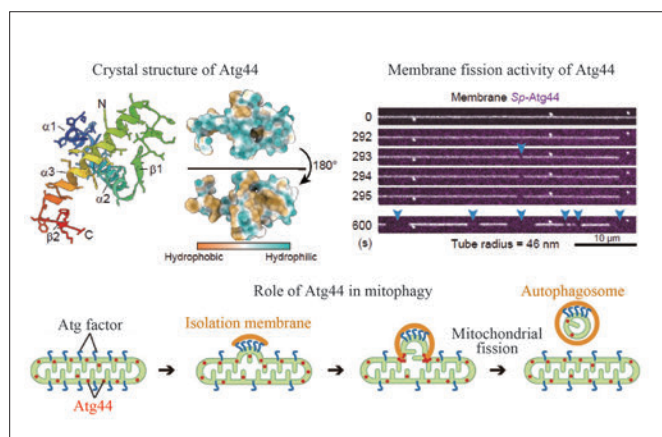 Crystal structure of Atg44
N
α1
α3
α2
β1
β2
C
180°
Hydrophobic
Hydrophilic
Membrane fission activity of Atg44
Membrane Sp-Atg44
0
292
293
294
295
600
(s)
Tube radius = 46 nm
10 μm
Role of Atg44 in mitophagy
Atg factor
Atg44
Isolation membrane
Mitochondrial
fission
Autophagosome